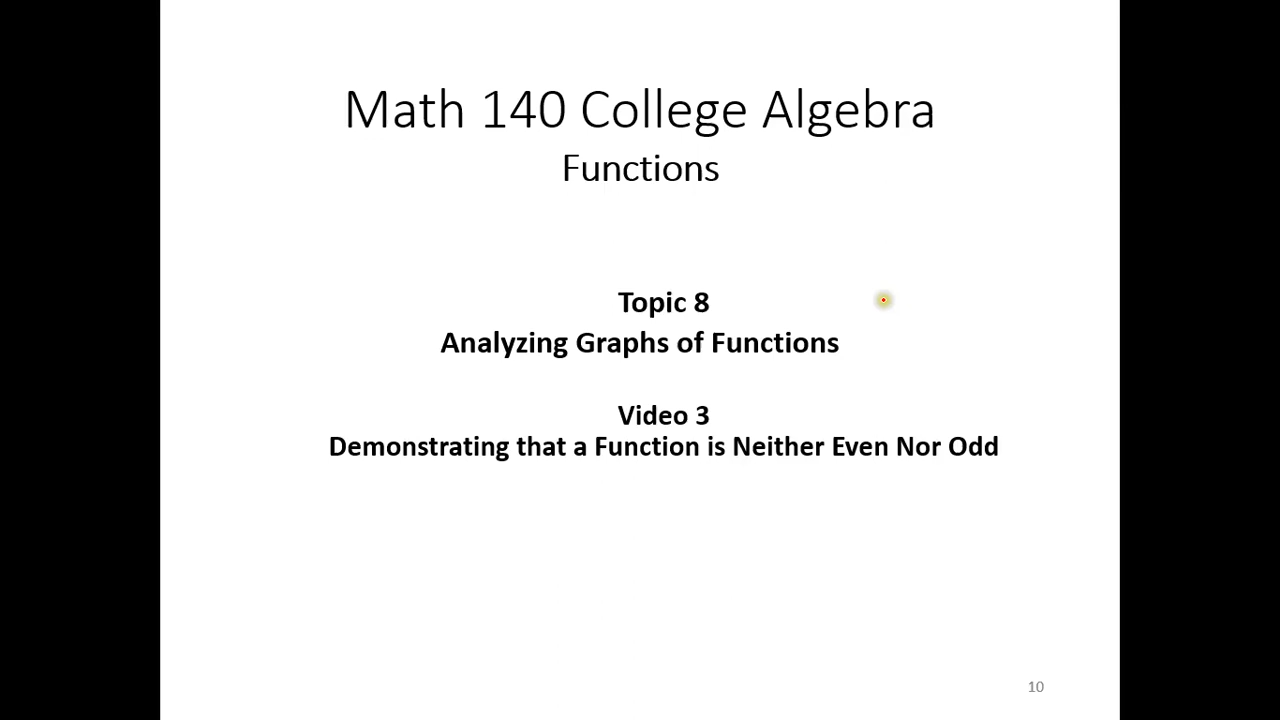 Math 140 College Algebra
Functions
Topic 8
Analyzing Graphs of Functions
Video 3
Demonstrating that a Function is Neither Even Nor Odd
10